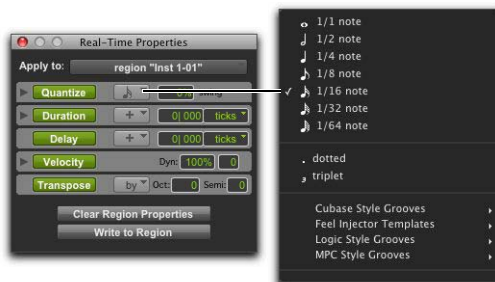 Real-Time Properties
Apply to: region "Inst 1-01"
Quantize 0% swing
Duration + 0| 000 ticks
Delay + 0| 000 ticks
Velocity Dyn: 100% 0
Transpose by Oct: 0 Semi: 0
Clear Region Properties
Write to Region
1/1 note
1/2 note
1/4 note
1/8 note
✓ 1/16 note
1/32 note
1/64 note
. dotted
3 triplet
Cubase Style Grooves
Feel Injector Templates
Logic Style Grooves
MPC Style Grooves